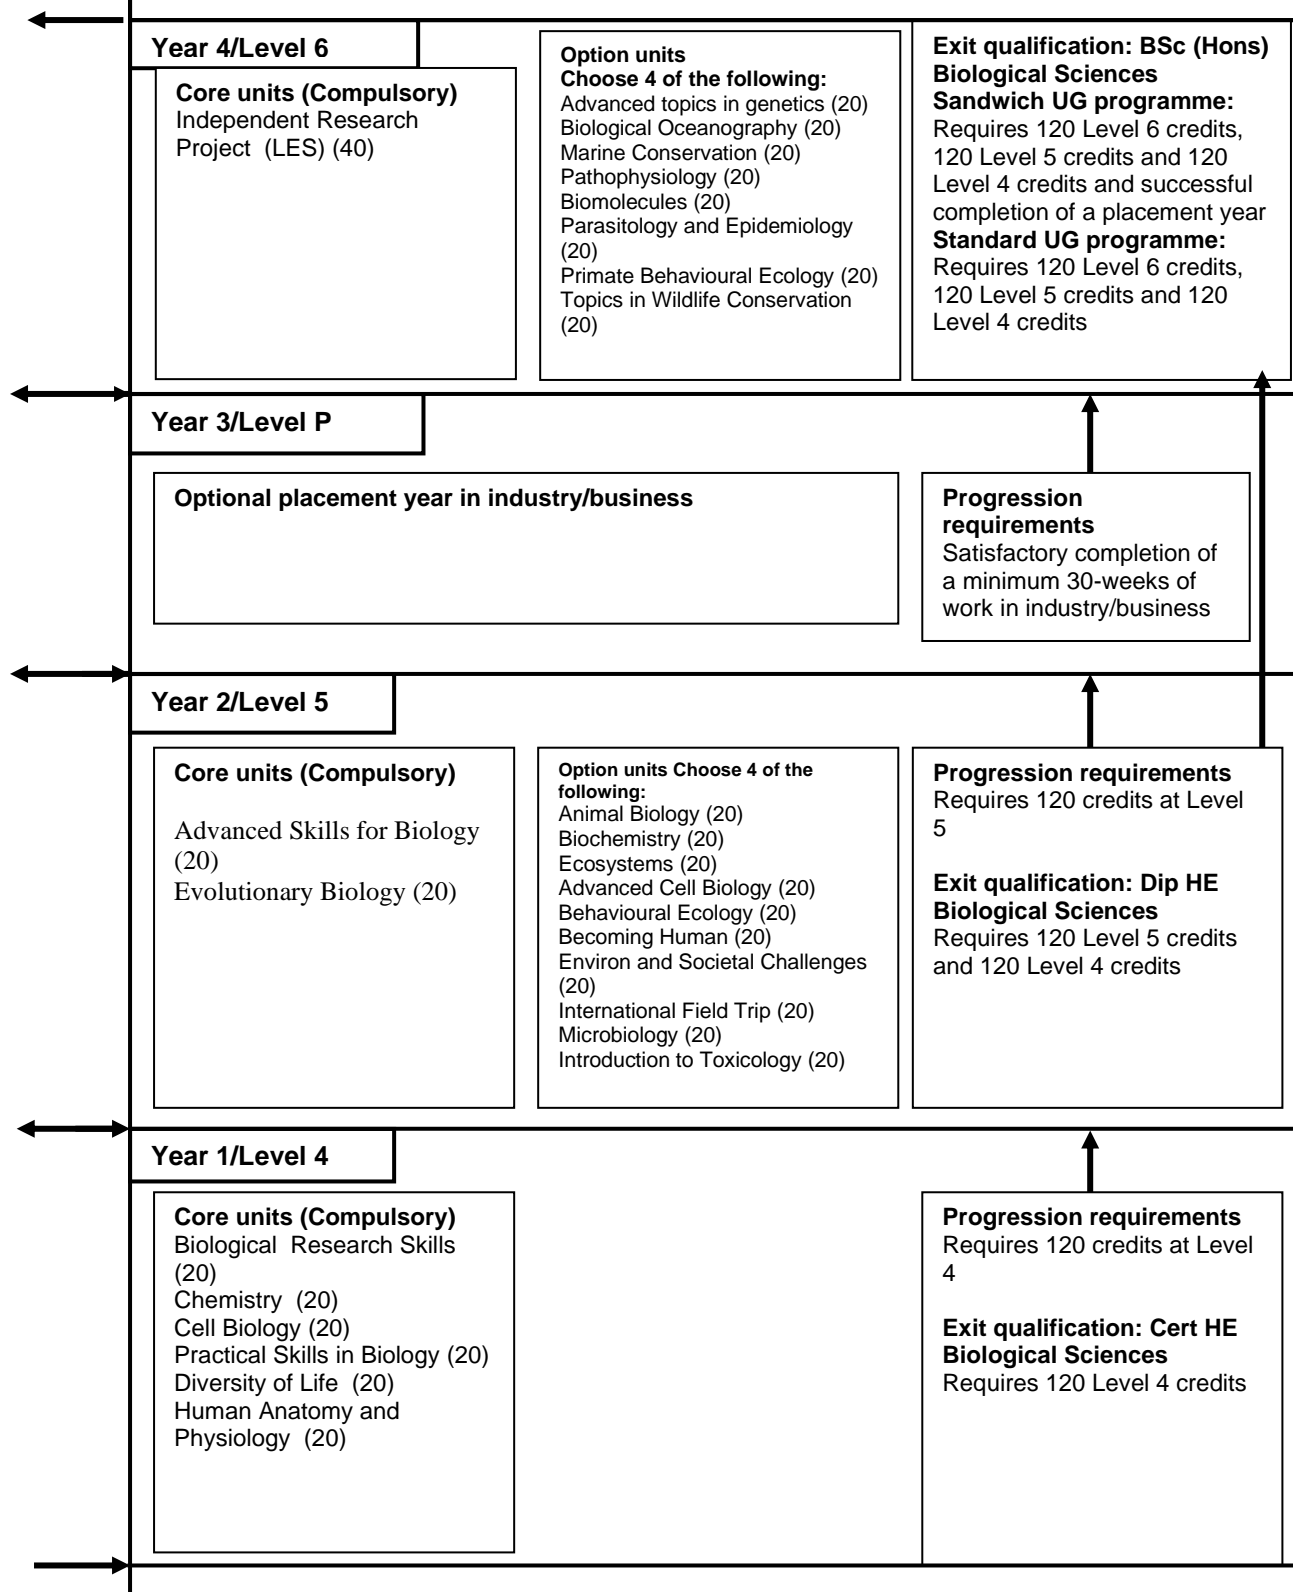 Year 4/Level 6
Core units (Compulsory)
Independent Research
Project (LES) (40)
Option units
Choose 4 of the following:
Advanced topics in genetics (20)
Biological Oceanography (20)
Marine Conservation (20)
Pathophysiology (20)
Biomolecules (20)
Parasitology and Epidemiology
(20)
Primate Behavioural Ecology (20)
Topics in Wildlife Conservation
(20)
Exit qualification: BSc (Hons)
Biological Sciences
Sandwich UG programme:
Requires 120 Level 6 credits,
120 Level 5 credits and 120
Level 4 credits and successful
completion of a placement year
Standard UG programme:
Requires 120 Level 6 credits,
120 Level 5 credits and 120
Level 4 credits
Year 3/Level P
Optional placement year in industry/business
Progression
requirements
Satisfactory completion of
a minimum 30-weeks of
work in industry/business
Year 2/Level 5
Core units (Compulsory)
Advanced Skills for Biology
(20)
Evolutionary Biology (20)
Option units Choose 4 of the
following:
Animal Biology (20)
Biochemistry (20)
Ecosystems (20)
Advanced Cell Biology (20)
Behavioural Ecology (20)
Becoming Human (20)
Environ and Societal Challenges
(20)
International Field Trip (20)
Microbiology (20)
Introduction to Toxicology (20)
Progression requirements
Requires 120 credits at Level
5
Exit qualification: Dip HE
Biological Sciences
Requires 120 Level 5 credits
and 120 Level 4 credits
Year 1/Level 4
Core units (Compulsory)
Biological Research Skills
(20)
Chemistry (20)
Cell Biology (20)
Practical Skills in Biology (20)
Diversity of Life (20)
Human Anatomy and
Physiology (20)
Progression requirements
Requires 120 credits at Level
4
Exit qualification: Cert HE
Biological Sciences
Requires 120 Level 4 credits